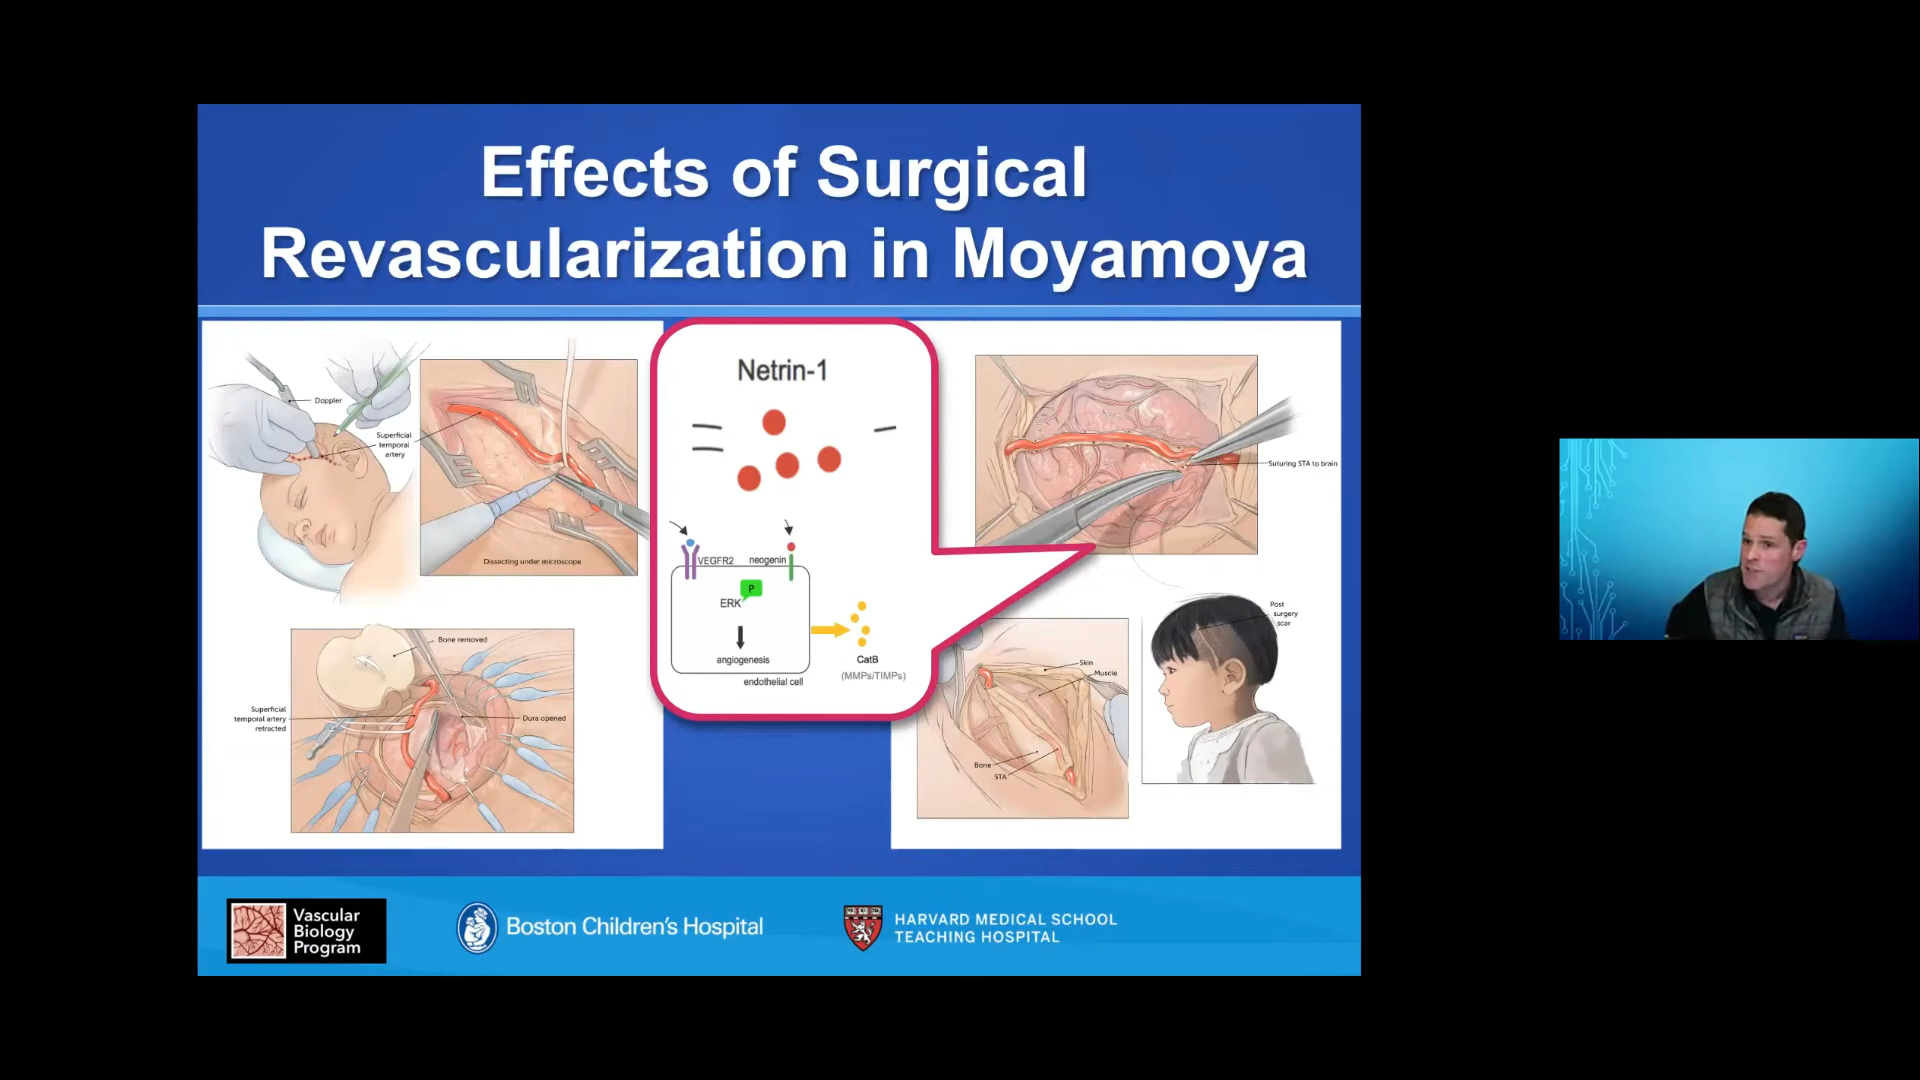 Effects of Surgical
Revascularization in Moyamoya
Doppler
Superficial
temporal
artery
Dissecting under microscope
Bone removed
Superficial
temporal artery
retracted
Dura opened
Netrin-1
VEGFR2
neogenin
P
ERK
angiogenesis
endothelial cell
CatB
(MMPs/TIMPs)
Suturing STA to brain
Skin
Muscle
Bone
STA
Post
surgery
scar
Vascular
Biology
Program
Boston Children's Hospital
HARVARD MEDICAL SCHOOL
TEACHING HOSPITAL